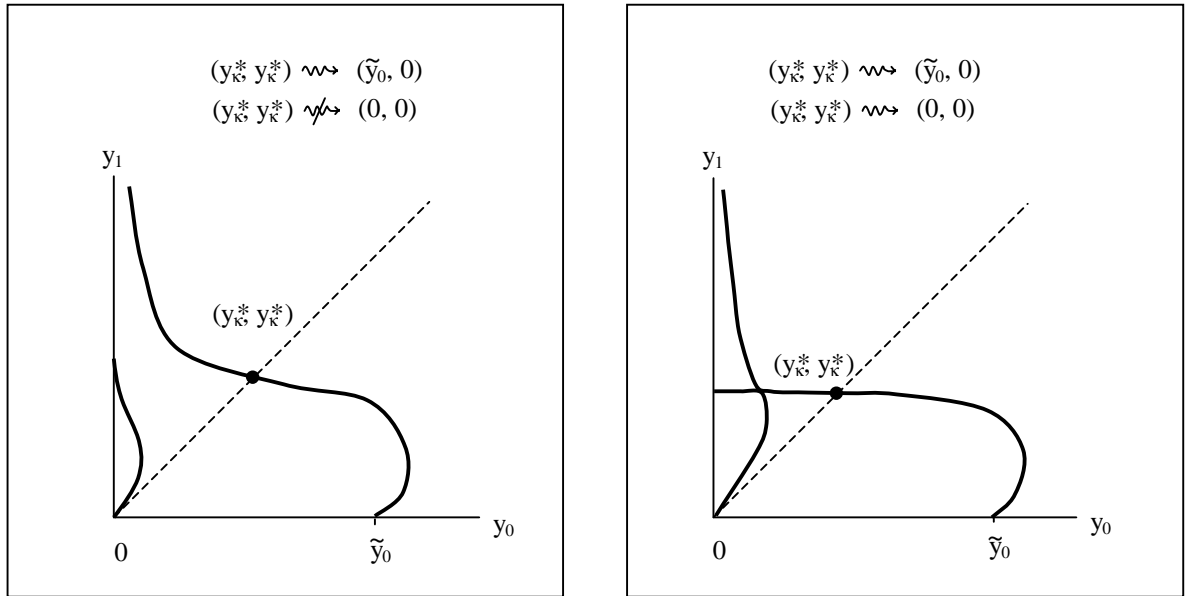 (y*κ, y*κ) ⇝ (ỹ0, 0)
(y*κ, y*κ) ⇝̸ (0, 0)
y1
(y*κ, y*κ)
0
ỹ0
y0
(y*κ, y*κ) ⇝ (ỹ0, 0)
(y*κ, y*κ) ⇝ (0, 0)
y1
(y*κ, y*κ)
0
ỹ0
y0